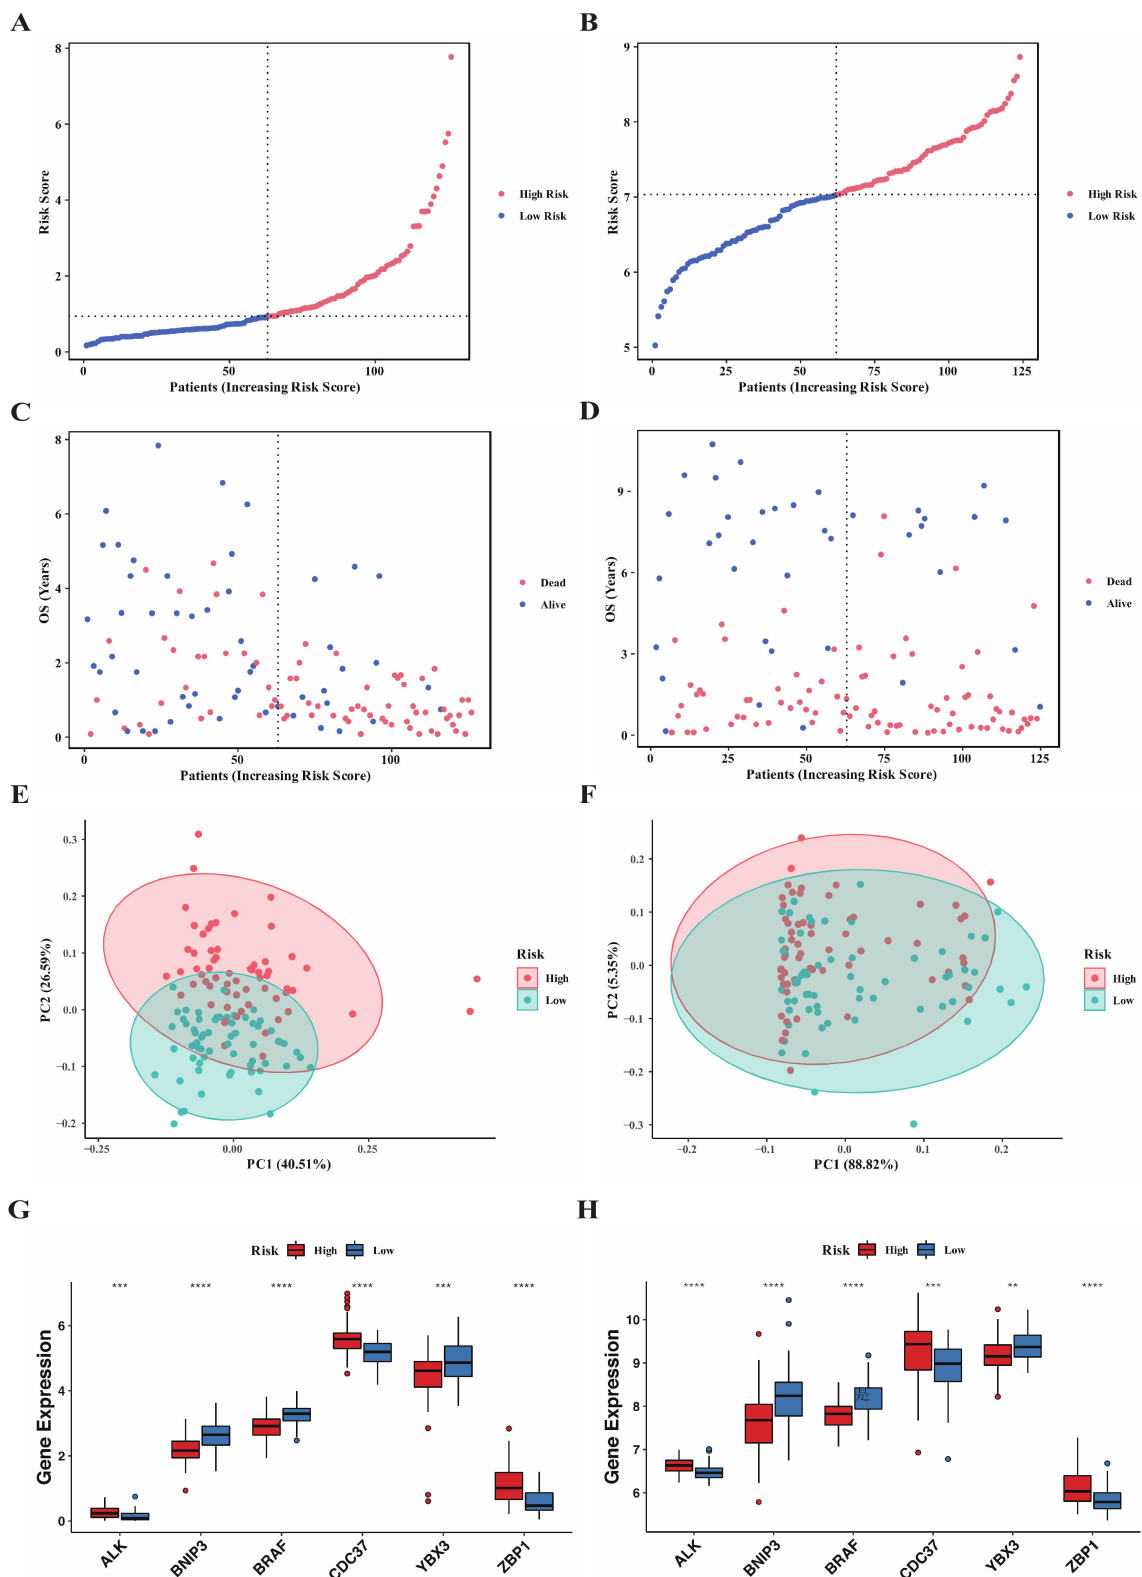 A
B
8
6
4
2
0
Risk Score
0
50
100
Patients (Increasing Risk Score)
High Risk
Low Risk
9
8
7
6
5
Risk Score
0
25
50
75
100
125
Patients (Increasing Risk Score)
High Risk
Low Risk
C
D
8
6
4
2
0
OS (Years)
0
50
100
Patients (Increasing Risk Score)
Dead
Alive
9
6
3
0
OS (Years)
0
25
50
75
100
125
Patients (Increasing Risk Score)
Dead
Alive
E
F
0.3
0.2
0.1
0.0
−0.1
−0.2
PC2 (26.59%)
−0.25
0.00
0.25
PC1 (40.51%)
Risk
High
Low
0.2
0.1
0.0
−0.1
−0.2
−0.3
PC2 (5.35%)
−0.2
−0.1
0.0
0.1
0.2
PC1 (88.82%)
Risk
High
Low
G
H
Risk High Low
*** **** **** **** *** ****
6
4
2
0
Gene Expression
ALK BNIP3 BRAF CDC37 YBX3 ZBP1
Risk High Low
**** **** **** *** ** ****
10
9
8
7
6
Gene Expression
是
ALK BNIP3 BRAF CDC37 YBX3 ZBP1